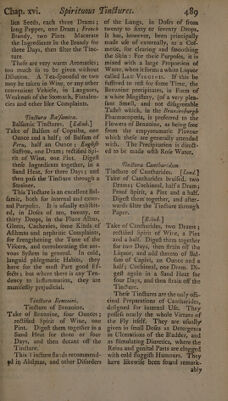 Chap. xvi. Spirituous Tinctures. 489
lien Seeds, each three Drams;
long Pepper, one Dram; French
Brandy, two Pints. Macerate
the Ingredients in the Brandy for
three Days, then filter the Tinc-
ture.
These are very warm Aromatics;
too much so to be given without
Dilution. A Tea-Spoonful or two
may be taken in Wine, or any other
convenient Vehicle, in Languors,
Weakness of the Stomach, Flatulen-
cies and other like Complaints.
Tinctura Balsamica.
Balsamic Tincture. [Edinb.]
Take of Balsam of Copaiba, one
Ounce and a half; of Balsam of
Peru, half an Ounce; English
Saffron, one Dram; rectified Spi-
rit of Wine, one Pint. Digest
these Ingredients together, in a
Sand Heat, for three Days; and
then pass the Tincture through a
Strainer.
This Tincture is an excellent Bal-
samic, both for internal and exter-
nal Purposes. It is usually exhibit-
ed, in Doses of ten, twenty, or
thirty Drops, in the Fluor Albus,
Gleets, Cachexies, some Kinds of
Asthmas and nephritic Complaints,
for strengthening the Tone of the
Viscera, and corroborating the ner-
vous System in general. In cold,
languid phlegmatic Habits, they
have for the most Part good Ef-
fects; but where there is any Ten-
dency to Inflammation, they are
manifestly prejudicial.
Tinctura Benzoini.
Tincture of Benzoine.
Take of Benzoine, four Ounces;
rectified Spirit of Wine, one
Pint. Digest them together in a
Sand Heat for three or four
Days, and then decant off the
Tincture.
This Tincture stands recommend-
ed in Asthmas, and other Disorders
of the Lungs, in Doses of from
twenty to sixty or seventy Drops.
It has, however, been principally
made use of externally, as a Cos-
metic, for clearing and smoothing
the Skin: For these Purposes, it is
mixed with a large Proportion of
Water, when it forms a white Liquor
called Lac Virginis. If this be
suffered to rest for some Time, the
Benzoine precipitates, in Form of
a white Magistery, [of a very plea-
sant Smell, and not disagreeable
Taste] which, in the Brandenburgh
Pharmacopoeia, is preferred to the
Flowers of Benzoine, as being free
from the empyreumatic Flavour
which these are generally attended
with. The Precipitation is direct-
ed to be made with Rose Water.
Tinctura Cantharidum.
Tincture of Cantharides. [Lond.]
Take of Cantharides bruised, two
Drams; Cochineal, half a Dram;
Proof Spirit, a Pint and a half.
Digest them together, and after-
wards filter the Tincture through
Paper.
[Edinb.]
Take of Cantharides, two Drams;
rectified Spirit of Wine, a Pint
and a half. Digest them together
for two Days, then strain off the
Liquor, and add thereto of Bal-
sam of Capivi, an Ounce and a
half; Cochineal, one Dram. Di-
gest again in a Sand Heat for
other Days, and then strain off the
Tincture.
These Tinctures are the only offi-
cinal Preparations of Cantharides,
designed for internal Use. They
possess nearly the whole Virtues of
the Fly itself. They are usually
given in small Doses as Detergents
in Ulcerations of the Bladder, and
as stimulating Diuretics, where the
Reins and genital Parts are clogged
with cold sluggish Humours. They
have likewise been found remark-
ably